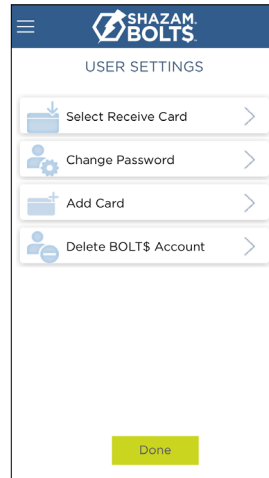 SHAZAM
BOLT$
USER SETTINGS
Select Receive Card
Change Password
Add Card
Delete BOLT$ Account
Done